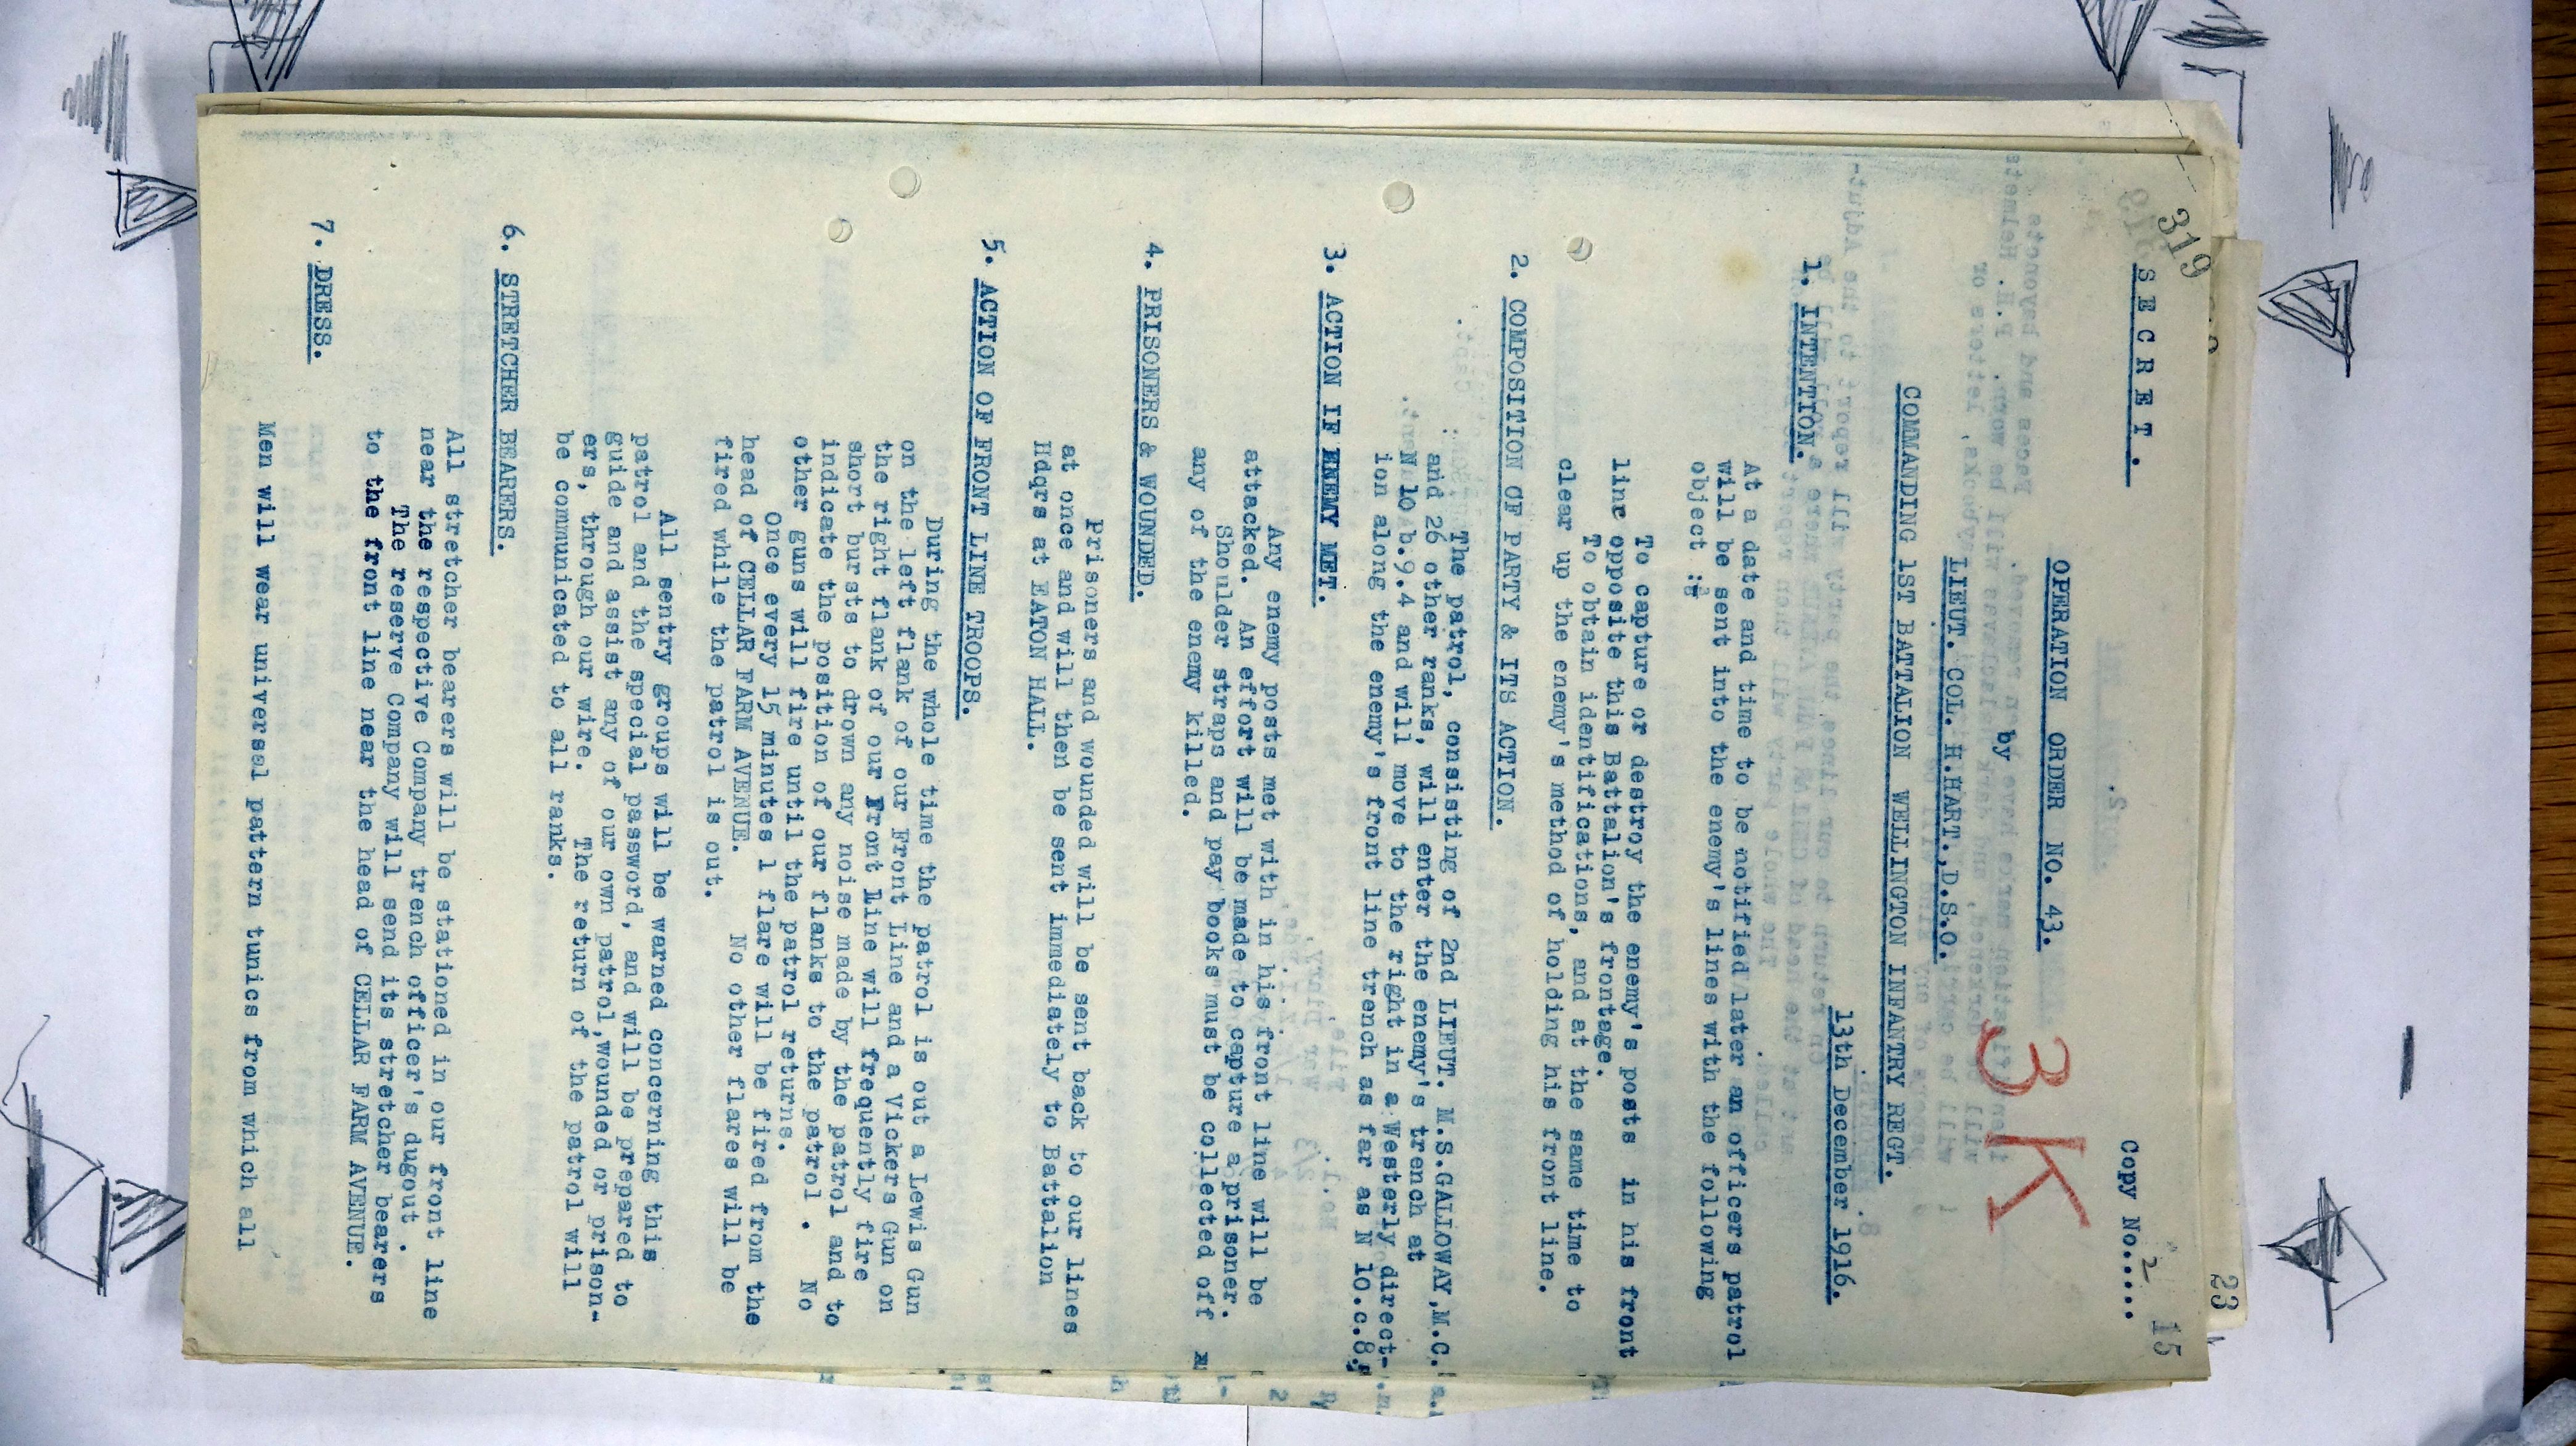 319
23
15
S E C R E T .
Copy No. 2 .....
3K
OPERATION ORDER NO. 43.
by
LIEUT. COL. H.HART.,D.S.O.
COMMANDING 1ST BATTALION WELLINGTON INFANTRY REGT.
13th December 1916.
1. INTENTION.
At a date and time to be notified later an officers patrol
will be sent into the enemy's lines with the following
object :-
To capture or destroy the enemy's posts in his front
line opposite this Battalion's frontage.
To obtain identifications, and at the same time to
clear up the enemy's method of holding his front line.
2. COMPOSITION OF PARTY & ITS ACTION.
The patrol, consisting of 2nd LIEUT. M.S.GALLOWAY,M.C.
and 26 other ranks, will enter the enemy's trench at
N 10 b.9.4 and will move to the right in a Westerly direct-
ion along the enemy's front line trench as far as N 10.c.8.
3. ACTION IF ENEMY MET.
Any enemy posts met with in his front line will be
attacked. An effort will be made to capture a prisoner.
Shoulder straps and pay books must be collected off
any of the enemy killed.
4. PRISONERS & WOUNDED.
Prisoners and wounded will be sent back to our lines
at once and will then be sent immediately to Battalion
Hdqrs at EATON HALL.
5. ACTION OF FRONT LINE TROOPS.
During the whole time the patrol is out a Lewis Gun
on the left flank of our Front Line and a Vickers Gun on
the right flank of our Front Line will frequently fire
short bursts to drown any noise made by the patrol and to
indicate the position of our flanks to the patrol . No
other guns will fire until the patrol returns.
Once every 15 minutes 1 flare will be fired from the
head of CELLAR FARM AVENUE. No other flares will be
fired while the patrol is out.
All sentry groups will be warned concerning this
patrol and the special password, and will be prepared to
guide and assist any of our own patrol,wounded or prison-
ers, through our wire. The return of the patrol will
be communicated to all ranks.
6. STRETCHER BEARERS.
All stretcher bearers will be stationed in our front line
near the respective Company trench officer's dugout .
The reserve Company will send its stretcher bearers
to the front line near the head of CELLAR FARM AVENUE.
7. DRESS.
Men will wear universal pattern tunics from which all